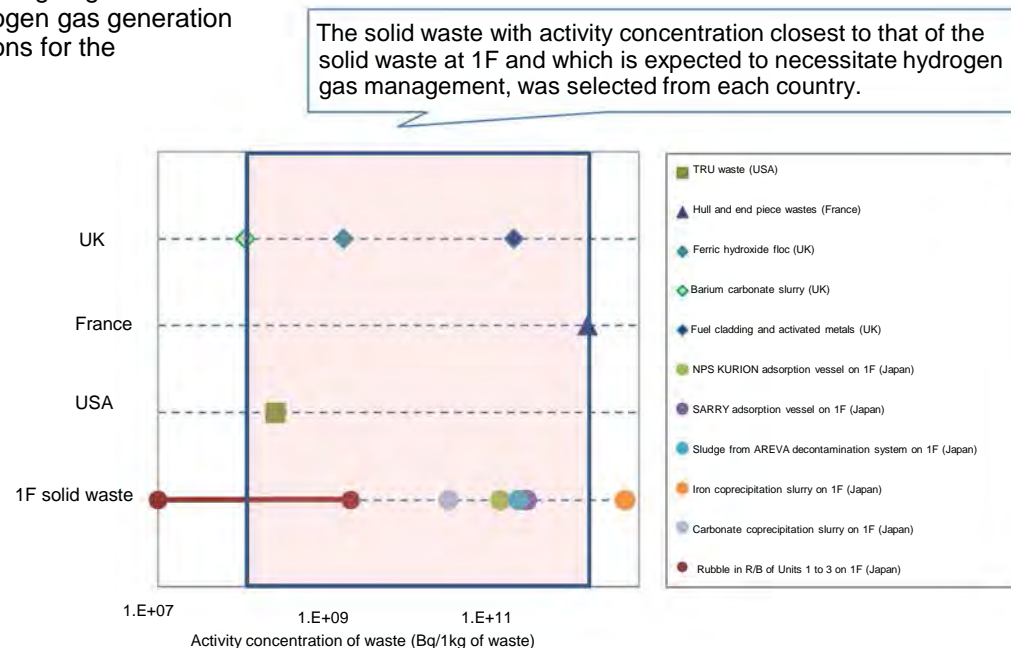 ogen gas generation
ons for the
The solid waste with activity concentration closest to that of the
solid waste at 1F and which is expected to necessitate hydrogen
gas management, was selected from each country.
UK
France
USA
1F solid waste
1.E+07
1.E+09
1.E+11
Activity concentration of waste (Bq/1kg of waste)
TRU waste (USA)
Hull and end piece wastes (France)
Ferric hydroxide floc (UK)
Barium carbonate slurry (UK)
Fuel cladding and activated metals (UK)
NPS KURION adsorption vessel on 1F (Japan)
SARRY adsorption vessel on 1F (Japan)
Sludge from AREVA decontamination system on 1F (Japan)
Iron coprecipitation slurry on 1F (Japan)
Carbonate coprecipitation slurry on 1F (Japan)
Rubble in R/B of Units 1 to 3 on 1F (Japan)